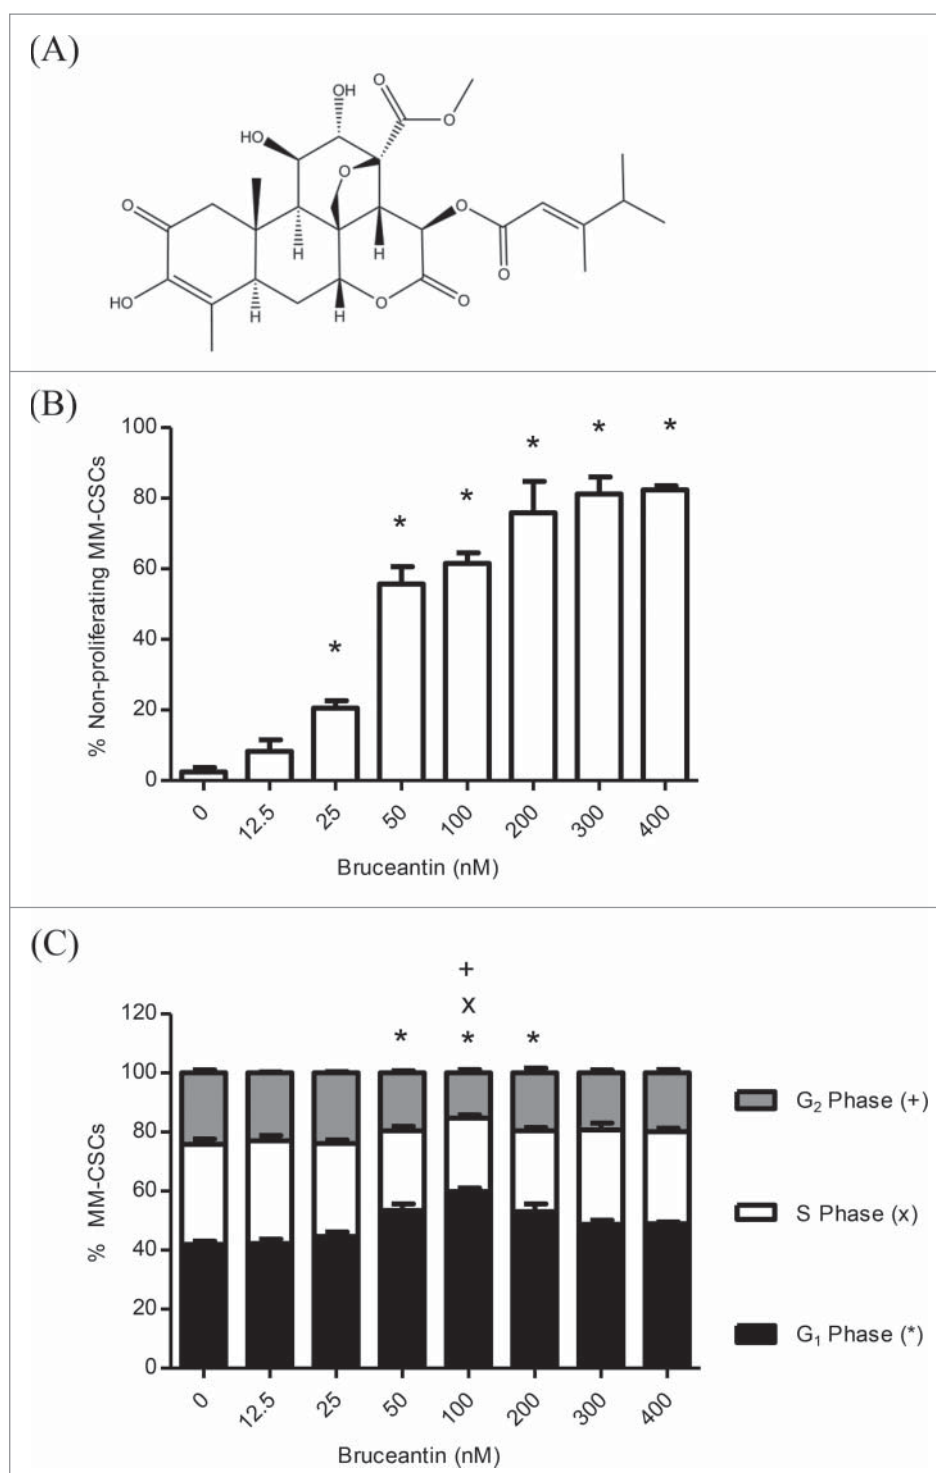 (A)
OH
O
HO
O
O
O
O
H
H
O
HO
H
H
O
O
(B)
100
80
60
40
20
0
% Non-proliferating MM-CSCs
*
*
*
*
*
*
0
12.5
25
50
100
200
300
400
Bruceantin (nM)
(C)
+
x
* * *
120
100
80
60
40
20
0
% MM-CSCs
G₂ Phase (+)
S Phase (x)
G₁ Phase (*)
0
12.5
25
50
100
200
300
400
Bruceantin (nM)